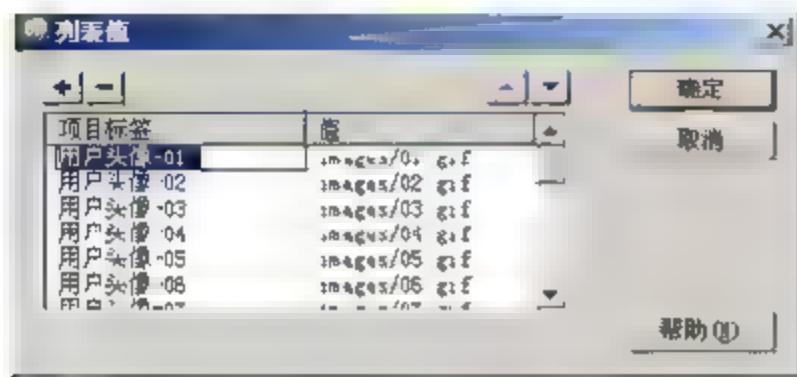 列表值
确定
取消
项目标签 值
用户头像-01 images/01 gif
用户头像-02 images/02 gif
用户头像-03 images/03 gif
用户头像-04 images/04 gif
用户头像-05 images/05 gif
用户头像-06 images/06 gif
帮助(H)